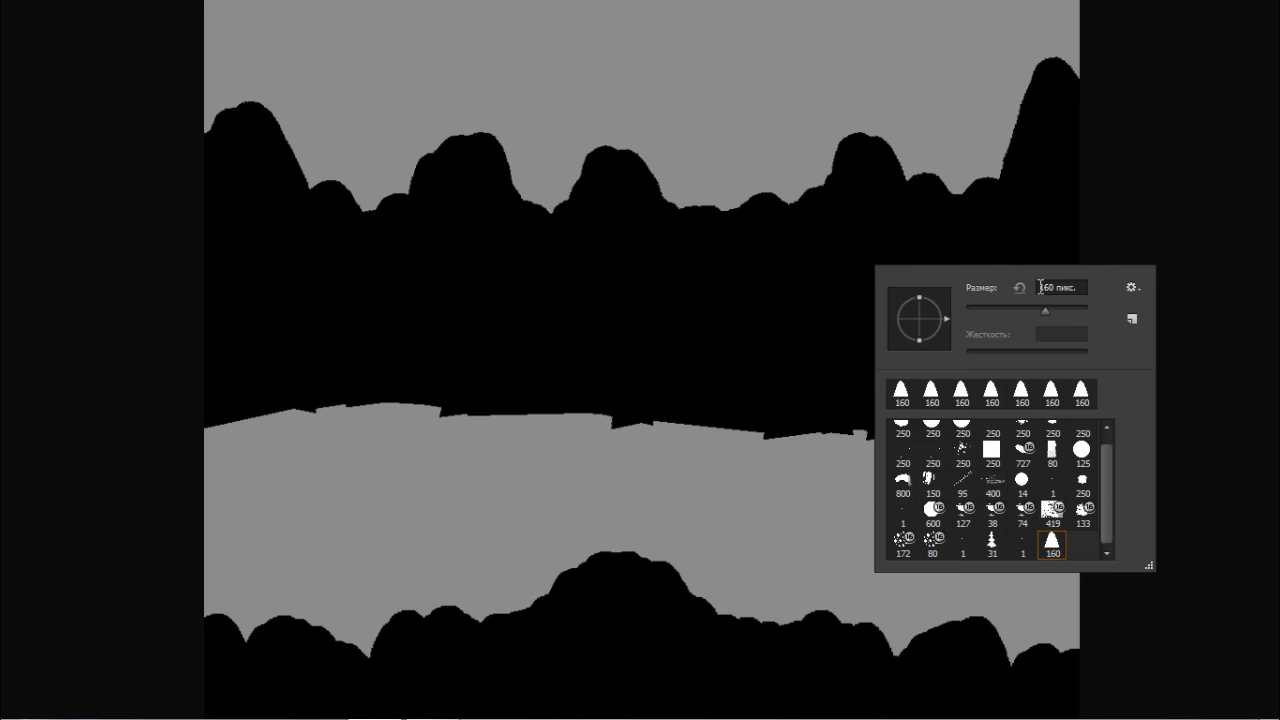 Размер: 160 пикс.
Жесткость:
160 160 160 160 160 160 160
250 250 250 250 250 250 250
250 250 250 250 727 80 125
800 150 95 400 14 1 250
1 600 127 38 74 419 133
172 80 1 31 1 160